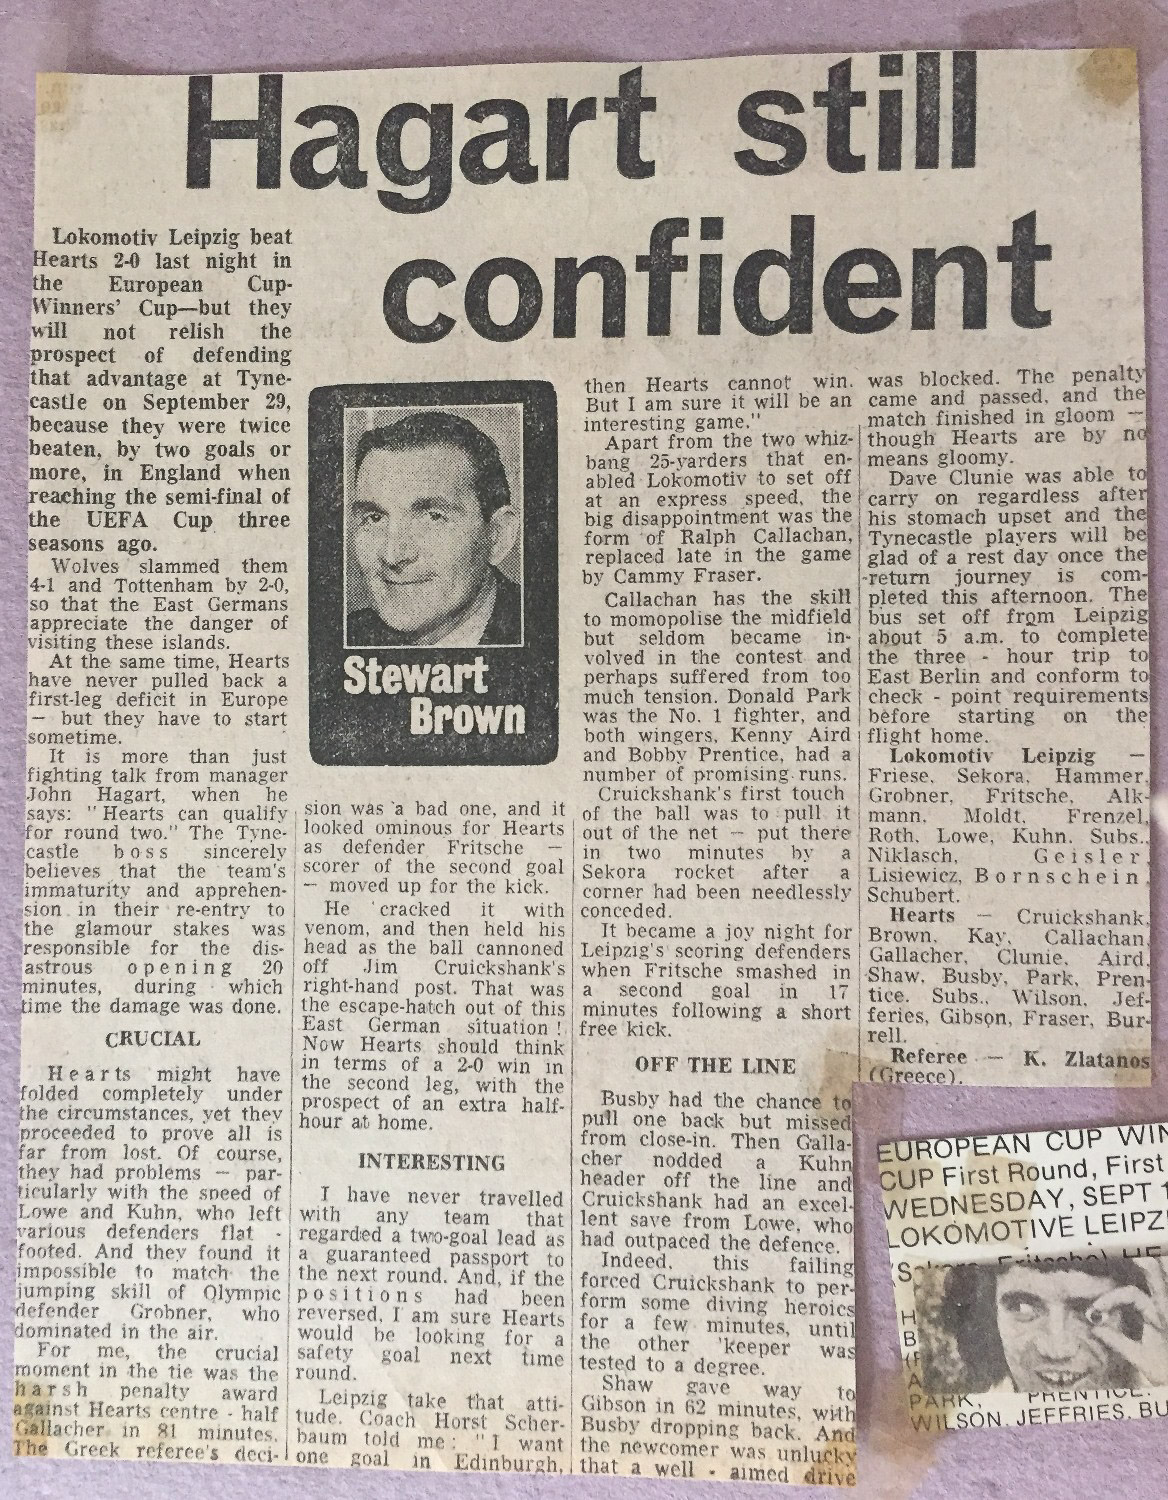 Hagart still
confident
Lokomotiv Leipzig beat
Hearts 2-0 last night in
the European Cup-
Winners' Cup—but they
will not relish the
prospect of defending
that advantage at Tyne-
castle on September 29,
because they were twice
beaten, by two goals or
more, in England when
reaching the semi-final of
the UEFA Cup three
seasons ago.
Wolves slammed them
4-1 and Tottenham by 2-0,
so that the East Germans
appreciate the danger of
visiting these islands.
At the same time, Hearts
have never pulled back a
first-leg deficit in Europe
— but they have to start
sometime.
It is more than just
fighting talk from manager
John Hagart, when he
says: "Hearts can qualify
for round two." The Tyne-
castle boss sincerely
believes that the team's
immaturity and apprehen-
sion in their re-entry to
the glamour stakes was
responsible for the dis-
astrous opening 20
minutes, during which
time the damage was done.
CRUCIAL
Hearts might have
folded completely under
the circumstances, yet they
proceeded to prove all is
far from lost. Of course,
they had problems — par-
ticularly with the speed of
Lowe and Kuhn, who left
various defenders flat -
footed. And they found it
impossible to match the
jumping skill of Olympic
defender Grobner, who
dominated in the air.
For me, the crucial
moment in the tie was the
harsh penalty award
against Hearts centre - half
Gallacher in 81 minutes.
The Greek referee's deci-
Stewart
Brown
sion was a bad one, and it
looked ominous for Hearts
as defender Fritsche —
scorer of the second goal
— moved up for the kick.
He cracked it with
venom, and then held his
head as the ball cannoned
off Jim Cruickshank's
right-hand post. That was
the escape-hatch out of this
East German situation!
Now Hearts should think
in terms of a 2-0 win in
the second leg, with the
prospect of an extra half-
hour at home.
INTERESTING
I have never travelled
with any team that
regarded a two-goal lead as
a guaranteed passport to
the next round. And, if the
positions had been
reversed, I am sure Hearts
would be looking for a
safety goal next time
round.
Leipzig take that atti-
tude. Coach Horst Scher-
baum told me: "I want
one goal in Edinburgh,
then Hearts cannot win.
But I am sure it will be an
interesting game."
Apart from the two whiz-
bang 25-yarders that en-
abled Lokomotiv to set off
at an express speed, the
big disappointment was the
form of Ralph Callachan,
replaced late in the game
by Cammy Fraser.
Callachan has the skill
to momopolise the midfield
but seldom became in-
volved in the contest and
perhaps suffered from too
much tension. Donald Park
was the No. 1 fighter, and
both wingers, Kenny Aird
and Bobby Prentice, had a
number of promising runs.
Cruickshank's first touch
of the ball was to pull it
out of the net — put there
in two minutes by a
Sekora rocket after a
corner had been needlessly
conceded.
It became a joy night for
Leipzig's scoring defenders
when Fritsche smashed in
a second goal in 17
minutes following a short
free kick.
OFF THE LINE
Busby had the chance to
pull one back but missed
from close-in. Then Galla-
cher nodded a Kuhn
header off the line and
Cruickshank had an excel-
lent save from Lowe, who
had outpaced the defence.
Indeed, this failing
forced Cruickshank to per-
form some diving heroics
for a few minutes, until
the other 'keeper was
tested to a degree.
Shaw gave way to
Gibson in 62 minutes, with
Busby dropping back. And
the newcomer was unlucky
that a well - aimed drive
was blocked. The penalty
came and passed, and the
match finished in gloom —
though Hearts are by no
means gloomy.
Dave Clunie was able to
carry on regardless after
his stomach upset and the
Tynecastle players will be
glad of a rest day once the
return journey is com-
pleted this afternoon. The
bus set off from Leipzig
about 5 a.m. to complete
the three - hour trip to
East Berlin and conform to
check - point requirements
before starting on the
flight home.
Lokomotiv Leipzig —
Friese, Sekora, Hammer,
Grobner, Fritsche, Alk-
mann, Moldt, Frenzel,
Roth, Lowe, Kuhn. Subs.,
Niklasch, Geisler,
Lisiewicz, Bornschein,
Schubert.
Hearts — Cruickshank,
Brown, Kay, Callachan,
Gallacher, Clunie, Aird,
Shaw, Busby, Park, Pren-
tice. Subs., Wilson, Jef-
feries, Gibson, Fraser, Bur-
rell.
Referee — K. Zlatanos
(Greece).
EUROPEAN CUP WIN
CUP First Round, First
WEDNESDAY, SEPT 1
LOKOMOTIVE LEIPZ
(Sekora, Fritsche) HE
H
B
A
PARK, PRENTICE.
WILSON, JEFFRIES, BU